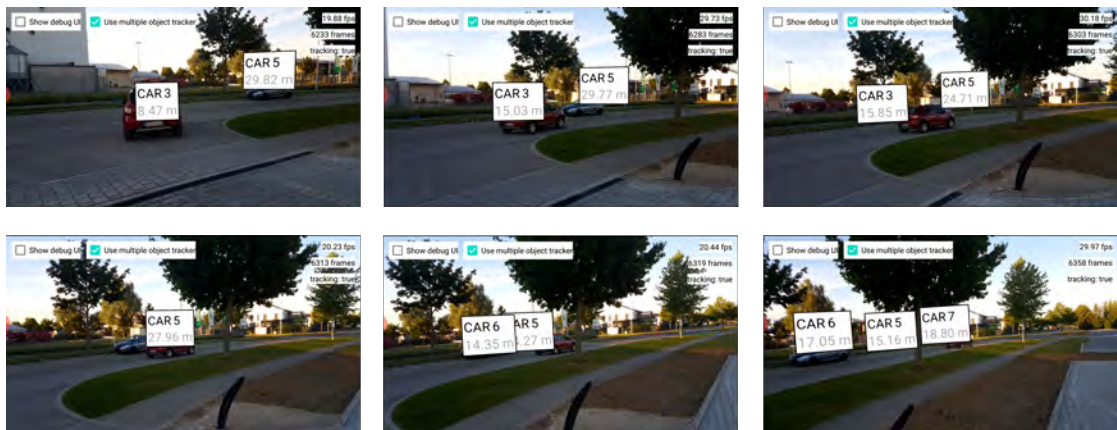 Show debug UI
Use multiple object tracker
19.88 fps
6233 frames
tracking: true
CAR 5
29.82 m
CAR 3
8.47 m
Show debug UI
Use multiple object tracker
29.73 fps
6283 frames
tracking: true
CAR 5
29.77 m
CAR 3
15.03 m
Show debug UI
Use multiple object tracker
30.18 fps
6303 frames
tracking: true
CAR 5
24.71 m
CAR 3
15.85 m
Show debug UI
Use multiple object tracker
20.23 fps
6313 frames
tracking: true
CAR 5
27.96 m
Show debug UI
Use multiple object tracker
20.44 fps
6319 frames
tracking: true
CAR 6 AR 5
14.35 m .27 m
Show debug UI
Use multiple object tracker
29.97 fps
6358 frames
tracking: true
CAR 6 CAR 5 CAR 7
17.05 m 15.16 m 18.80 m